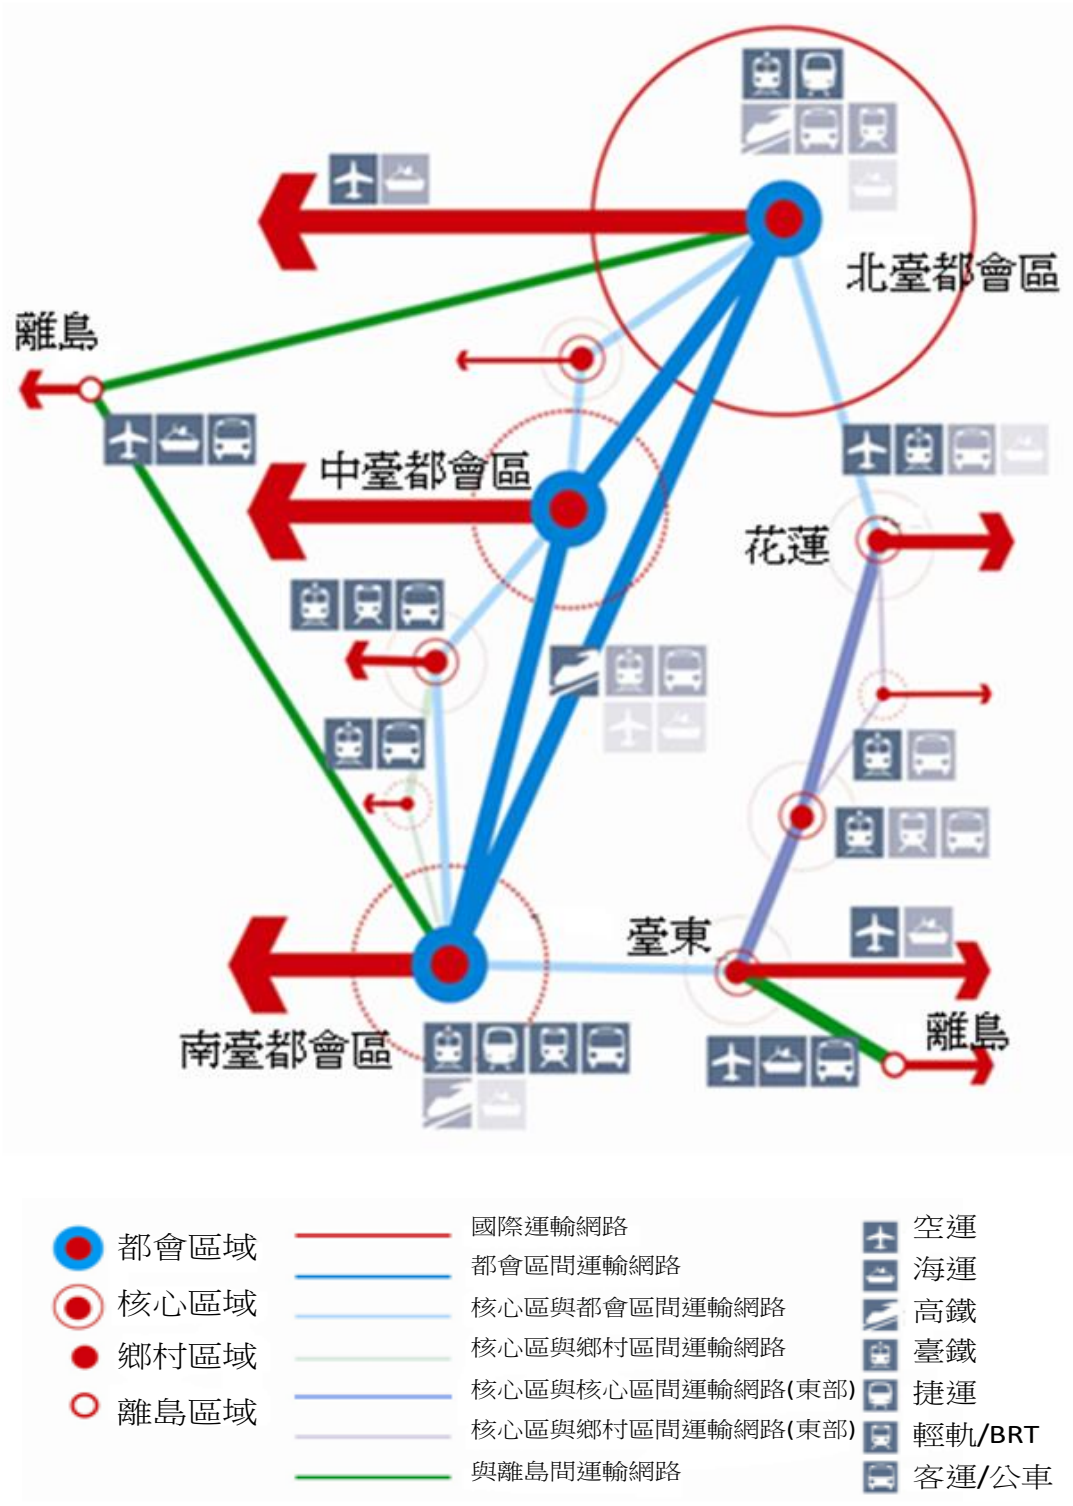 北臺都會區
離島
中臺都會區
花蓮
臺東
離島
南臺都會區
都會區域
核心區域
鄉村區域
離島區域
國際運輸網路
都會區間運輸網路
核心區與都會區間運輸網路
核心區與鄉村區間運輸網路
核心區與核心區間運輸網路(東部)
核心區與鄉村區間運輸網路(東部)
與離島間運輸網路
空運
海運
高鐵
臺鐵
捷運
輕軌/BRT
客運/公車